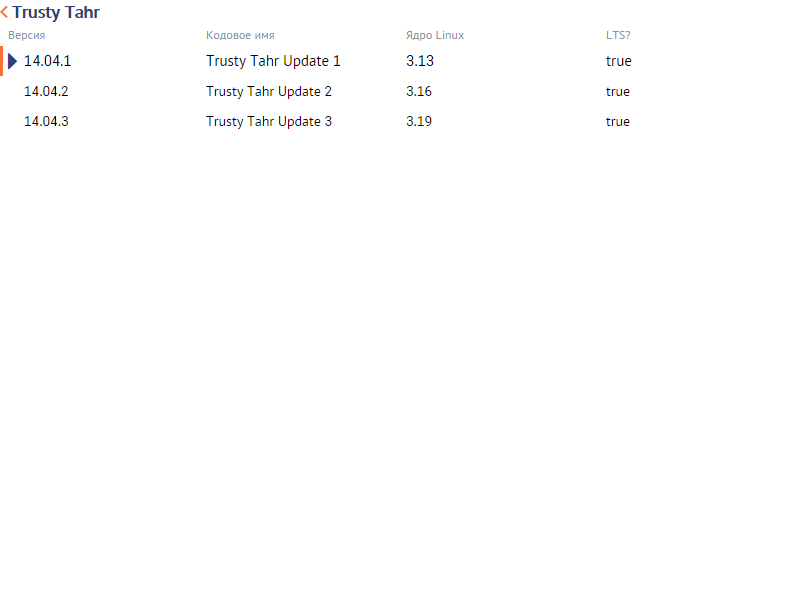 Trusty Tahr
Версия Кодовое имя Ядро Linux LTS?
14.04.1 Trusty Tahr Update 1 3.13 true
14.04.2 Trusty Tahr Update 2 3.16 true
14.04.3 Trusty Tahr Update 3 3.19 true